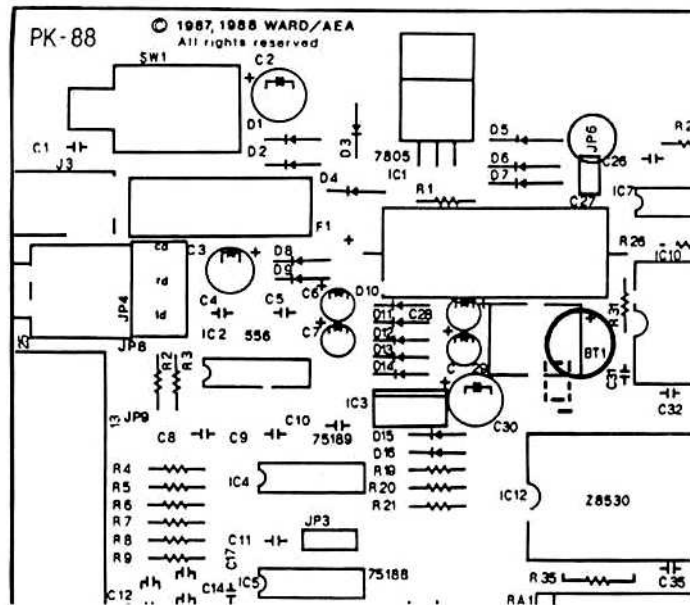 PK-88
© 1987, 1988 WARD/AEA
All rights reserved
SW1
C2
D1
D2
D3
C1
J3
7805
IC1
D5
D6
D7
JP6
C26
C27
IC7
D4
R1
F1
C3
ca
rd
ld
JP4
JP8
D8
D9
C6
C4
C5
C7
IC2
556
D10
D11
D12
D13
D14
C28
R26
IC10
R31
BT1
C31
C32
R2
R3
JP9
13
C8
C9
C10
75189
IC3
C30
D15
D16
R19
R20
R21
R4
R5
R6
R7
R8
R9
IC4
IC12
Z8530
JP3
C11
C17
C12
C14
IC5
75188
R35
C35
RA1